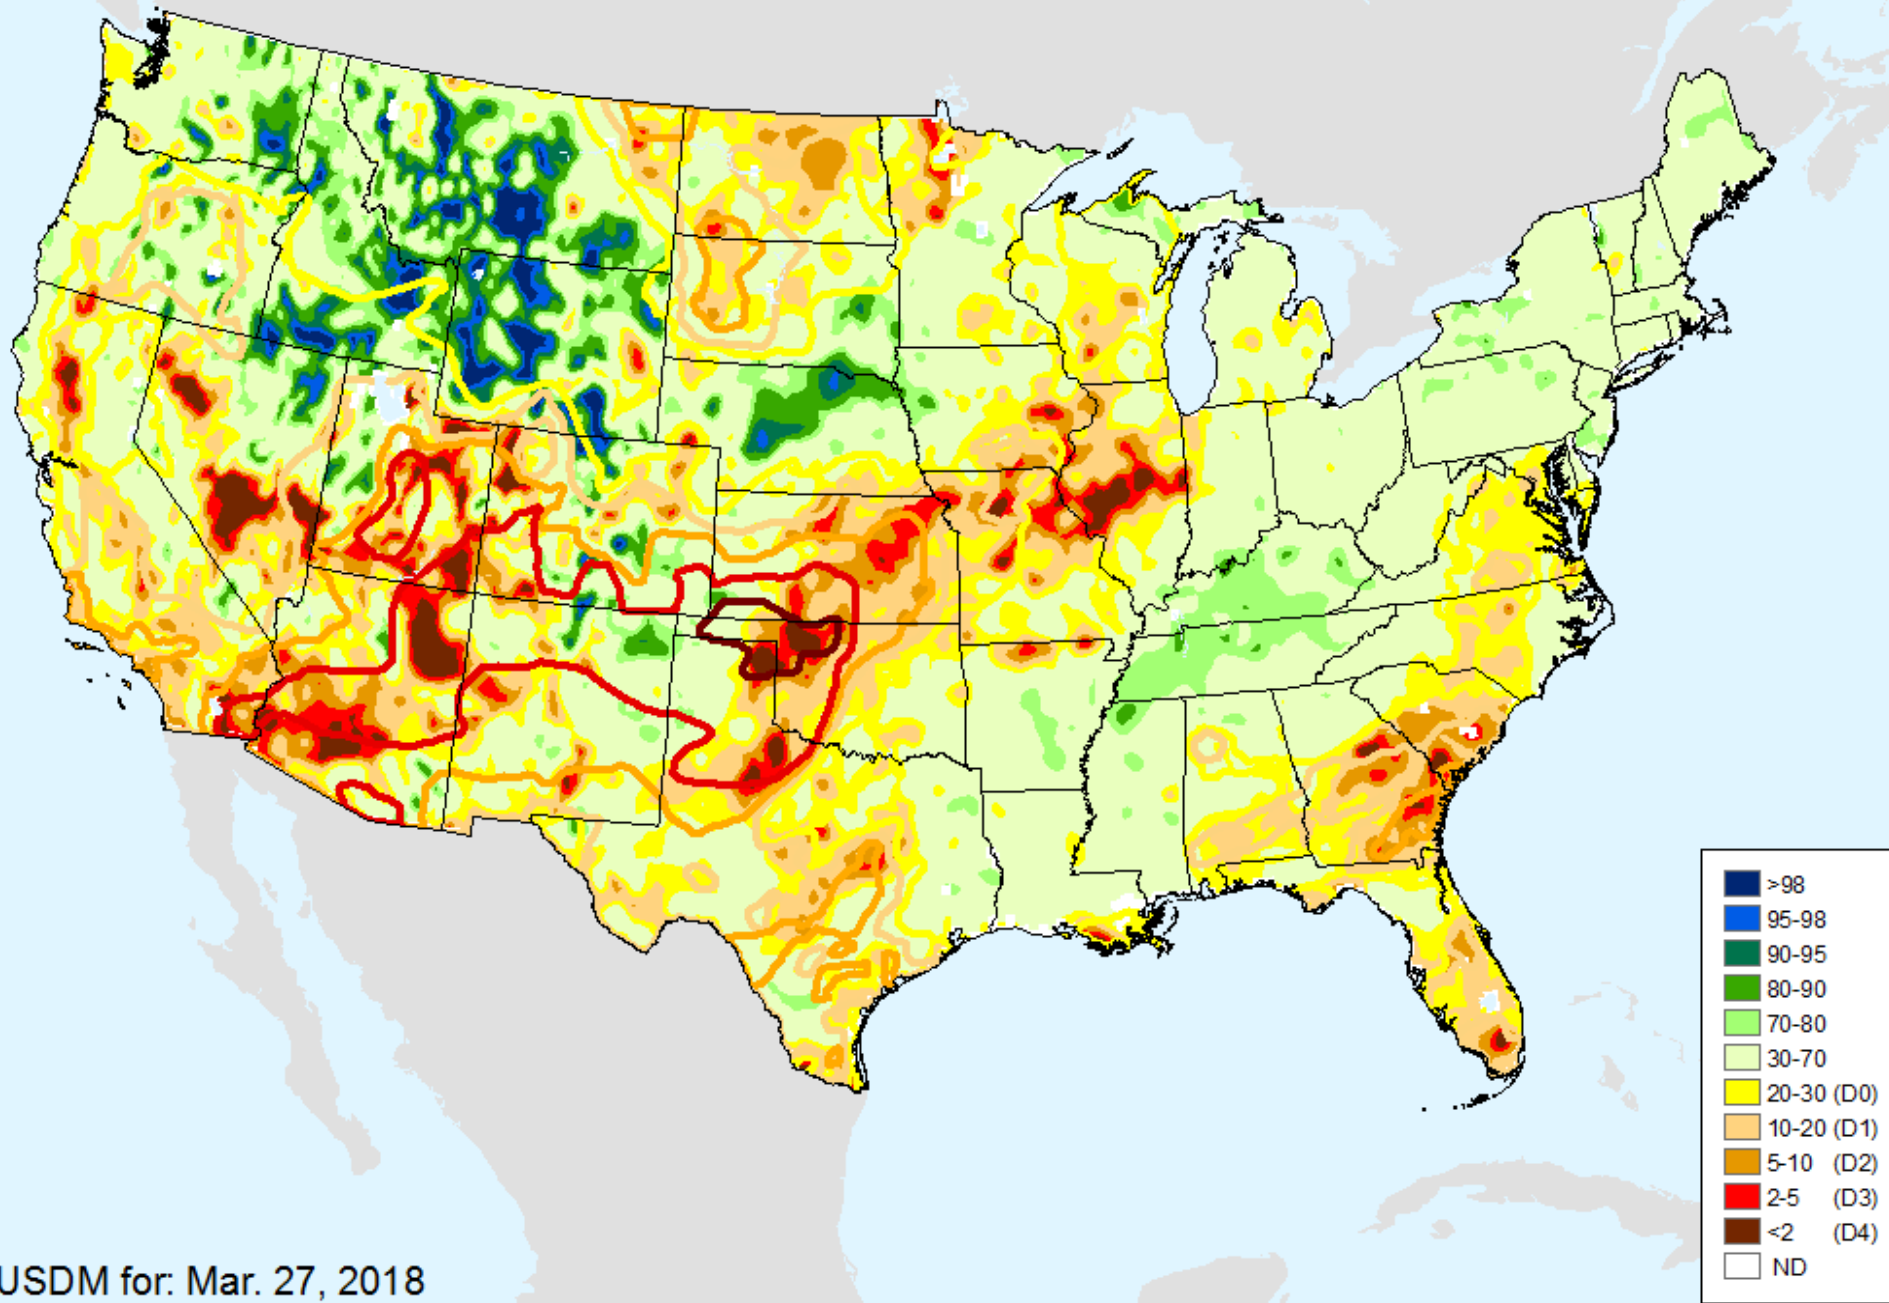 >98
95-98
90-95
80-90
70-80
30-70
20-30 (D0)
10-20 (D1)
5-10 (D2)
2-5 (D3)
<2 (D4)
ND
USDM for: Mar. 27, 2018